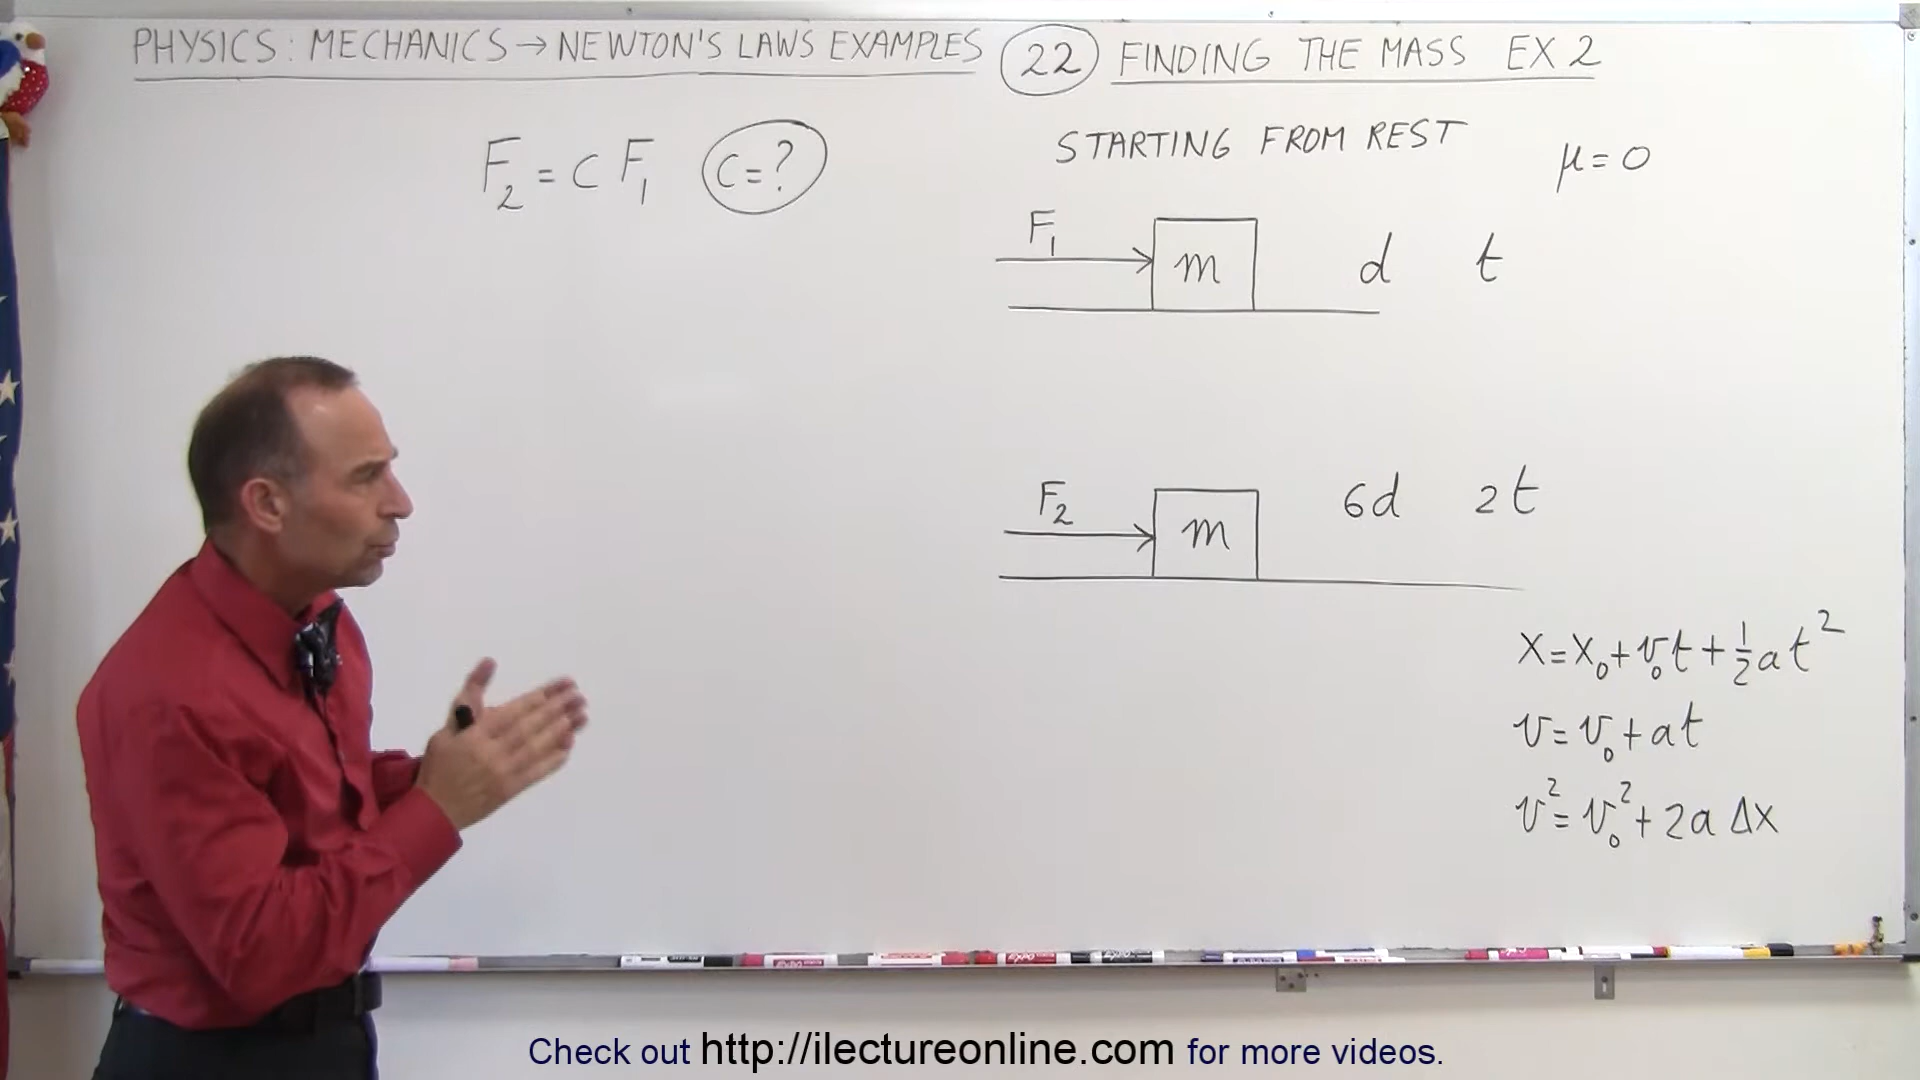 PHYSICS: MECHANICS → NEWTON'S LAWS EXAMPLES 22 FINDING THE MASS EX 2
F₂ = C F₁ C = ?
STARTING FROM REST μ = 0
F₁ m d t
F₂ m 6d 2t
X = X₀ + v₀t + ½at²
v = v₀ + at
v² = v₀² + 2a ΔX
Check out http://ilectureonline.com for more videos.